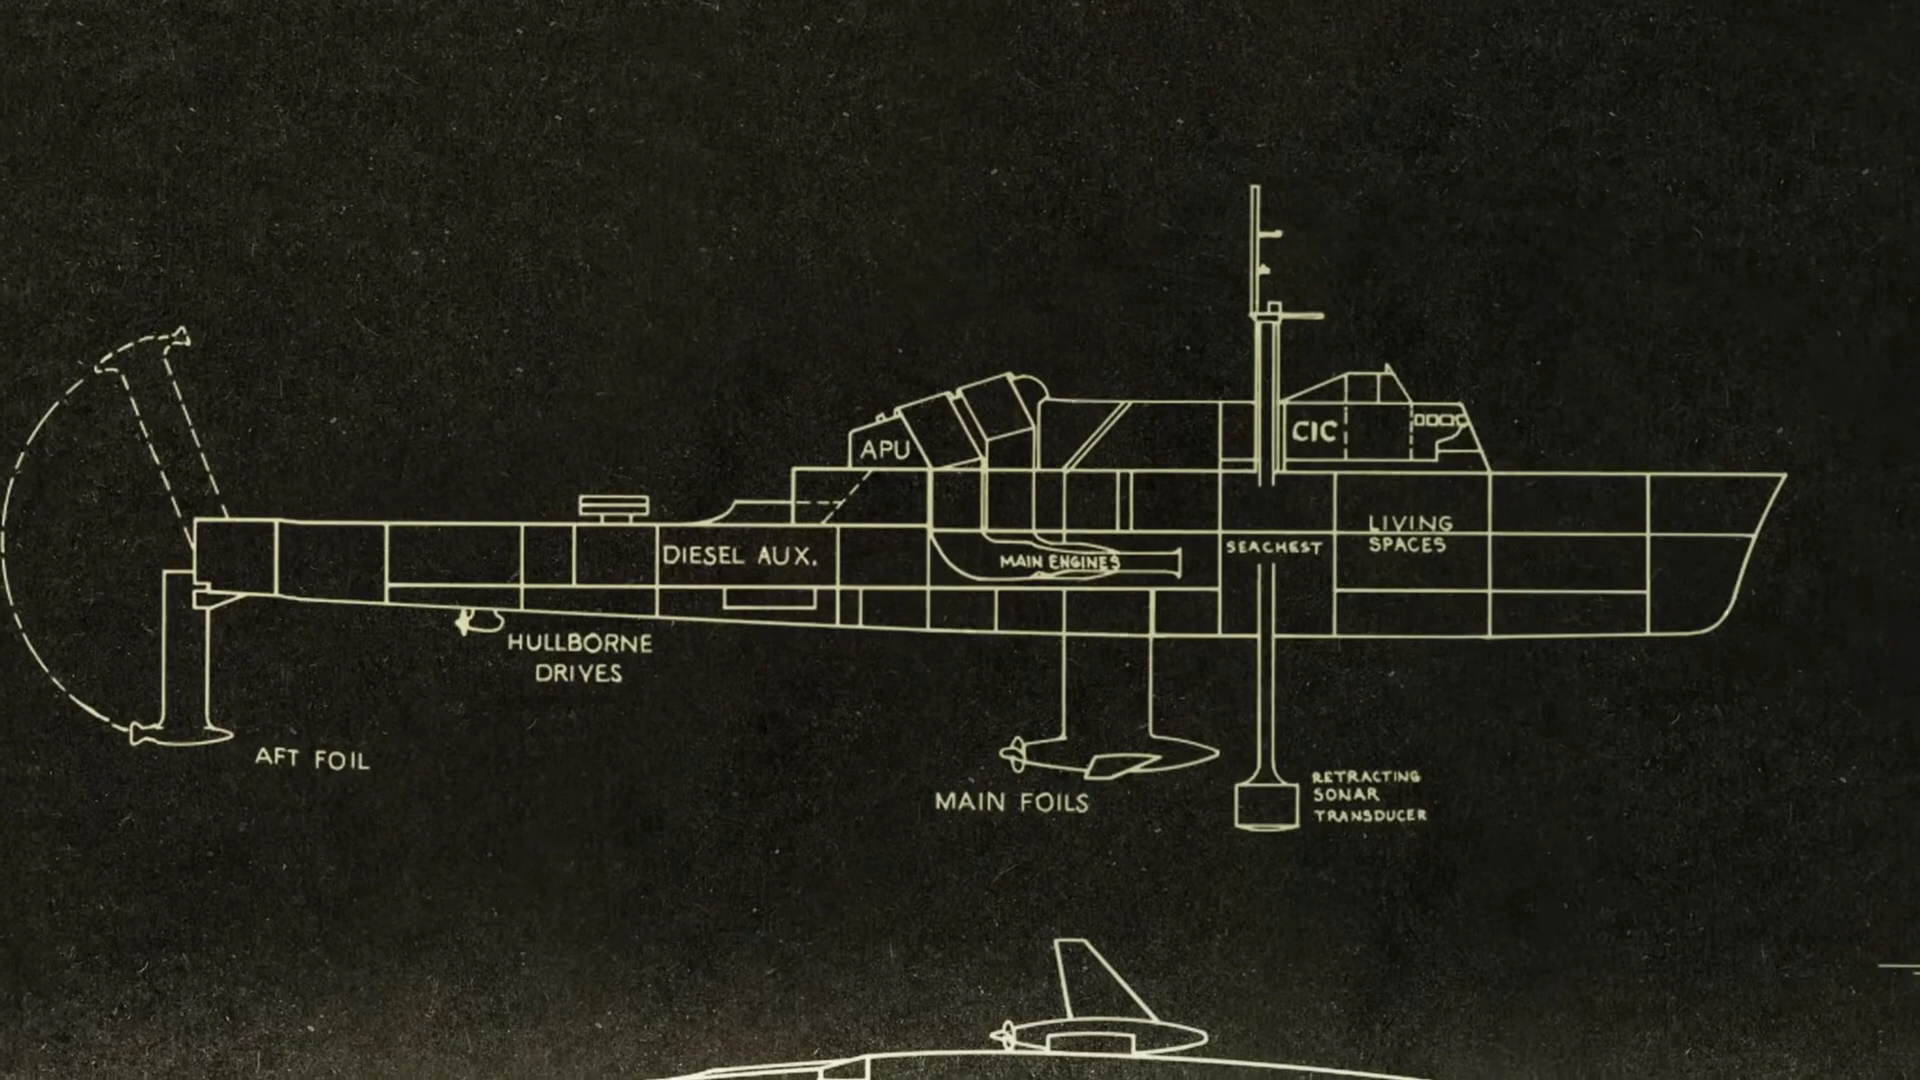 APU
CIC
DIESEL AUX.
MAIN ENGINES
SEACHEST
LIVING
SPACES
HULLBORNE
DRIVES
AFT FOIL
MAIN FOILS
RETRACTING
SONAR
TRANSDUCER